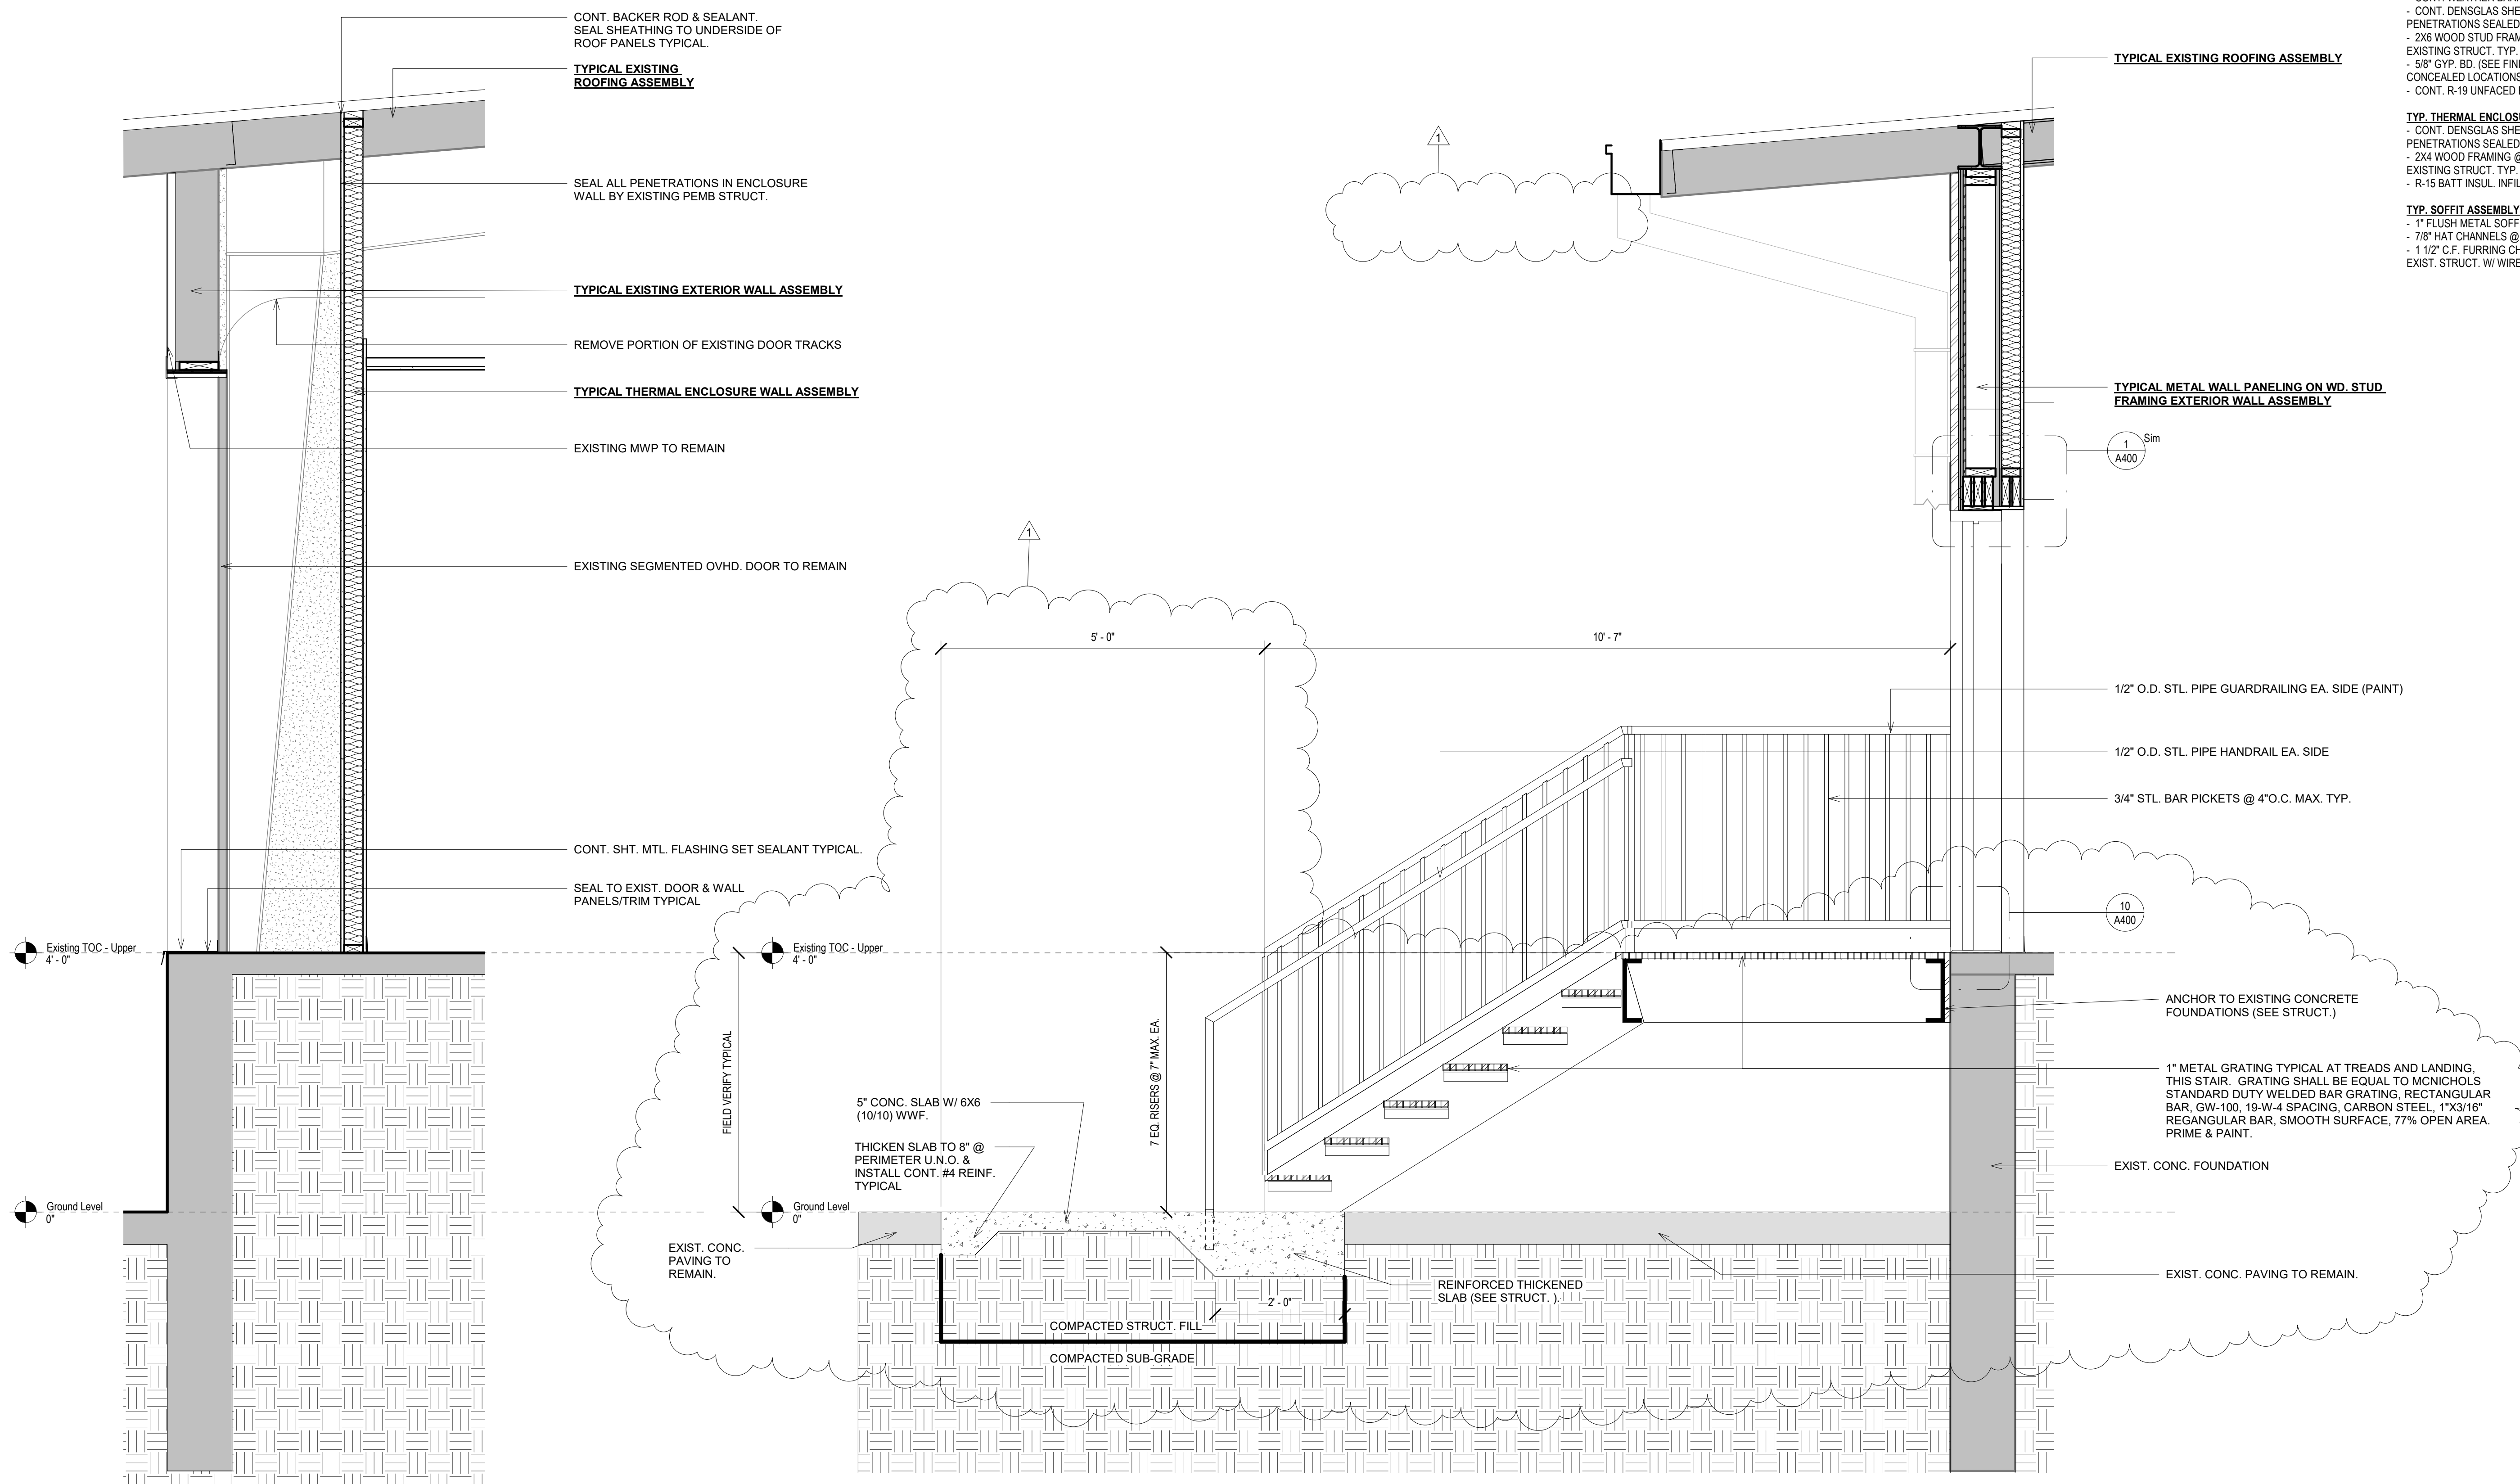 CONT. BACKER ROD & SEALANT.
SEAL SHEATHING TO UNDERSIDE OF
ROOF PANELS TYPICAL.
TYPICAL EXISTING
ROOFING ASSEMBLY
SEAL ALL PENETRATIONS IN ENCLOSURE
WALL BY EXISTING PEMB STRUCT.
TYPICAL EXISTING EXTERIOR WALL ASSEMBLY
REMOVE PORTION OF EXISTING DOOR TRACKS
TYPICAL THERMAL ENCLOSURE WALL ASSEMBLY
EXISTING MWP TO REMAIN
EXISTING SEGMENTED OVHD. DOOR TO REMAIN
CONT. SHT. MTL. FLASHING SET SEALANT TYPICAL.
SEAL TO EXIST. DOOR & WALL
PANELS/TRIM TYPICAL
Existing TOC - Upper
4' - 0"
Ground Level
0"
1
1
5' - 0"
10' - 7"
Existing TOC - Upper
4' - 0"
FIELD VERIFY TYPICAL
7 EQ. RISERS @ 7" MAX. EA.
5" CONC. SLAB W/ 6X6
(10/10) WWF.
THICKEN SLAB TO 8" @
PERIMETER U.N.O. &
INSTALL CONT. #4 REINF.
TYPICAL
Ground Level
0"
EXIST. CONC.
PAVING TO
REMAIN.
REINFORCED THICKENED
SLAB (SEE STRUCT. ).
2' - 0"
COMPACTED STRUCT. FILL
COMPACTED SUB-GRADE
TYPICAL EXISTING ROOFING ASSEMBLY
TYPICAL METAL WALL PANELING ON WD. STUD
FRAMING EXTERIOR WALL ASSEMBLY
1
A400
Sim
1/2" O.D. STL. PIPE GUARDRAILING EA. SIDE (PAINT)
1/2" O.D. STL. PIPE HANDRAIL EA. SIDE
3/4" STL. BAR PICKETS @ 4"O.C. MAX. TYP.
10
A400
ANCHOR TO EXISTING CONCRETE
FOUNDATIONS (SEE STRUCT.)
1" METAL GRATING TYPICAL AT TREADS AND LANDING,
THIS STAIR. GRATING SHALL BE EQUAL TO MCNICHOLS
STANDARD DUTY WELDED BAR GRATING, RECTANGULAR
BAR, GW-100, 19-W-4 SPACING, CARBON STEEL, 1"X3/16"
REGANGULAR BAR, SMOOTH SURFACE, 77% OPEN AREA.
PRIME & PAINT.
EXIST. CONC. FOUNDATION
EXIST. CONC. PAVING TO REMAIN.
- CONT. DENSGLAS SHE
PENETRATIONS SEALED
- 2X6 WOOD STUD FRAM
EXISTING STRUCT. TYP.
- 5/8" GYP. BD. (SEE FINI
CONCEALED LOCATIONS
- CONT. R-19 UNFACED
TYP. THERMAL ENCLOSU
- CONT. DENSGLAS SHE
PENETRATIONS SEALED
- 2X4 WOOD FRAMING @
EXISTING STRUCT. TYP.
- R-15 BATT INSUL. INFIL
TYP. SOFFIT ASSEMBLY
- 1" FLUSH METAL SOFF
- 7/8" HAT CHANNELS @
- 1 1/2" C.F. FURRING CH
EXIST. STRUCT. W/ WIRE